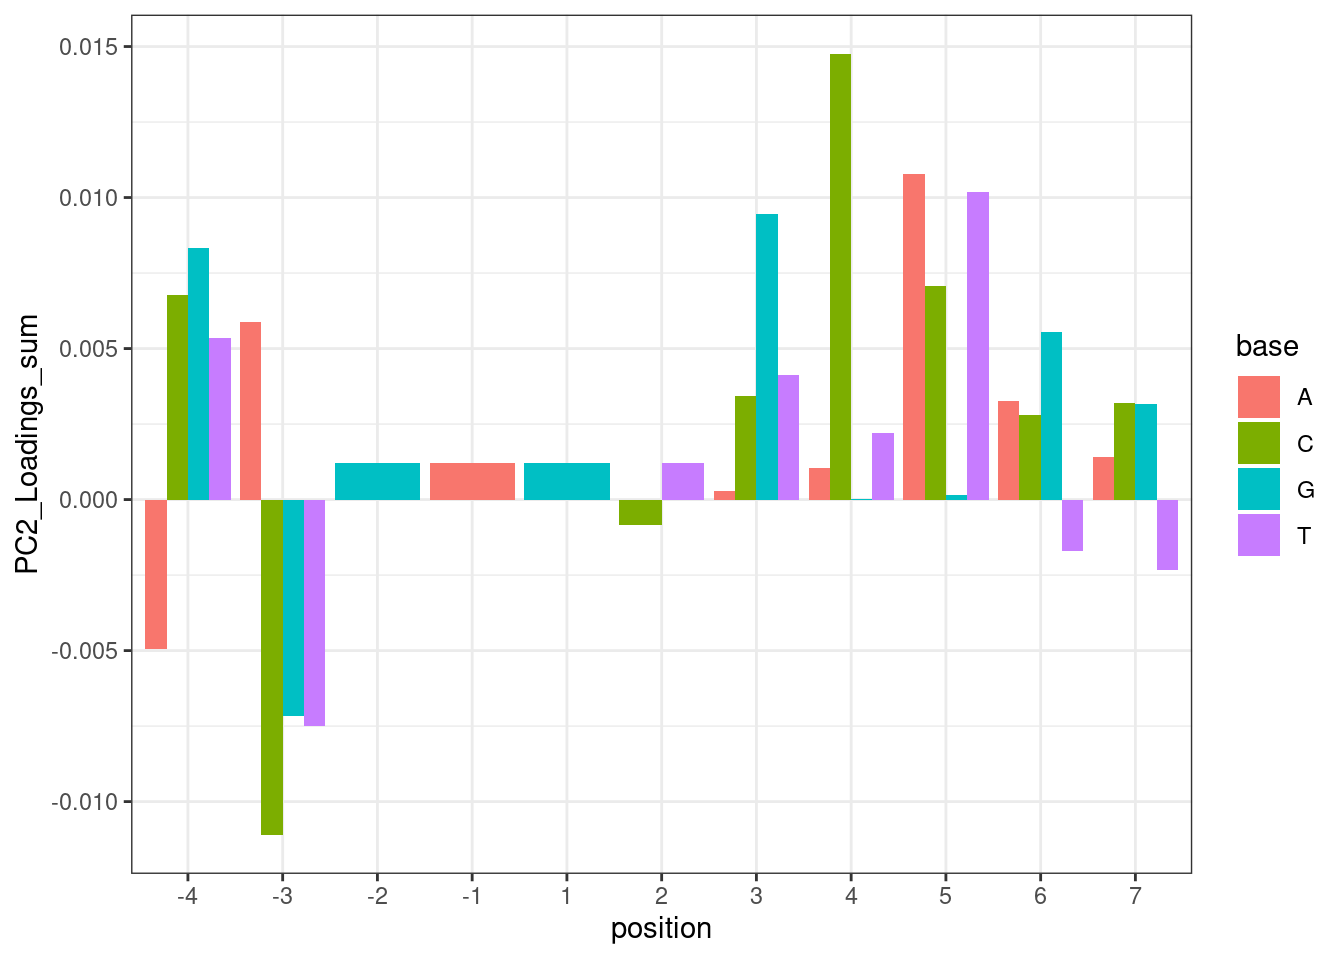 0.015
0.010
0.005
0.000
-0.005
-0.010
PC2_Loadings_sum
-4 -3 -2 -1 1 2 3 4 5 6 7
position
base
A
C
G
T